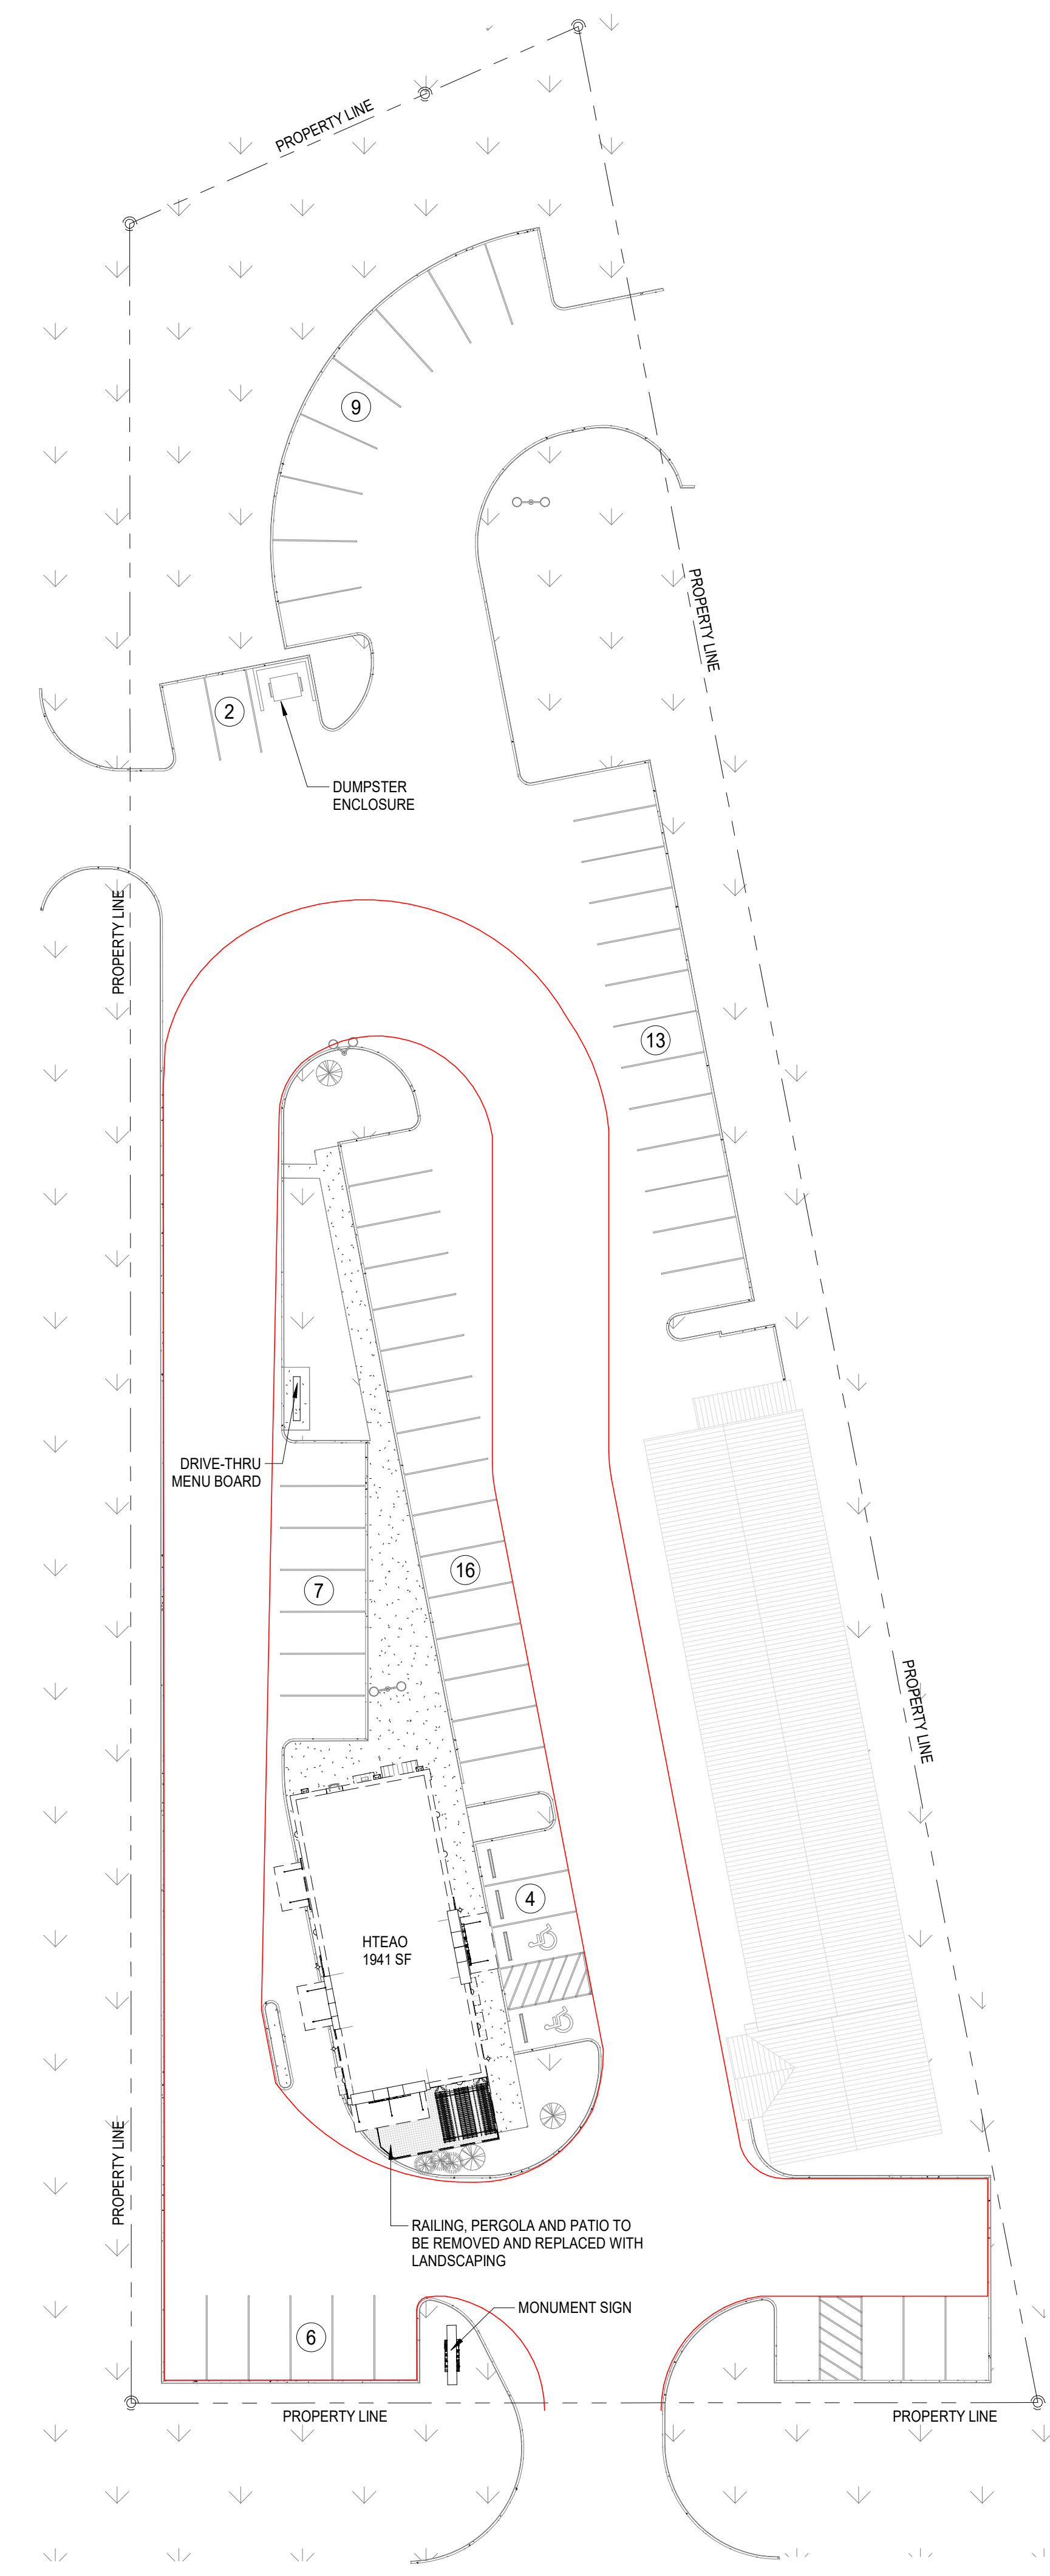 PROPERTY LINE
9
PROPERTY LINE
2
DUMPSTER
ENCLOSURE
PROPERTY LINE
13
DRIVE-THRU
MENU BOARD
16
7
PROPERTY LINE
4
HTEAO
1941 SF
PROPERTY LINE
RAILING, PERGOLA AND PATIO TO
BE REMOVED AND REPLACED WITH
LANDSCAPING
MONUMENT SIGN
6
PROPERTY LINE
PROPERTY LINE